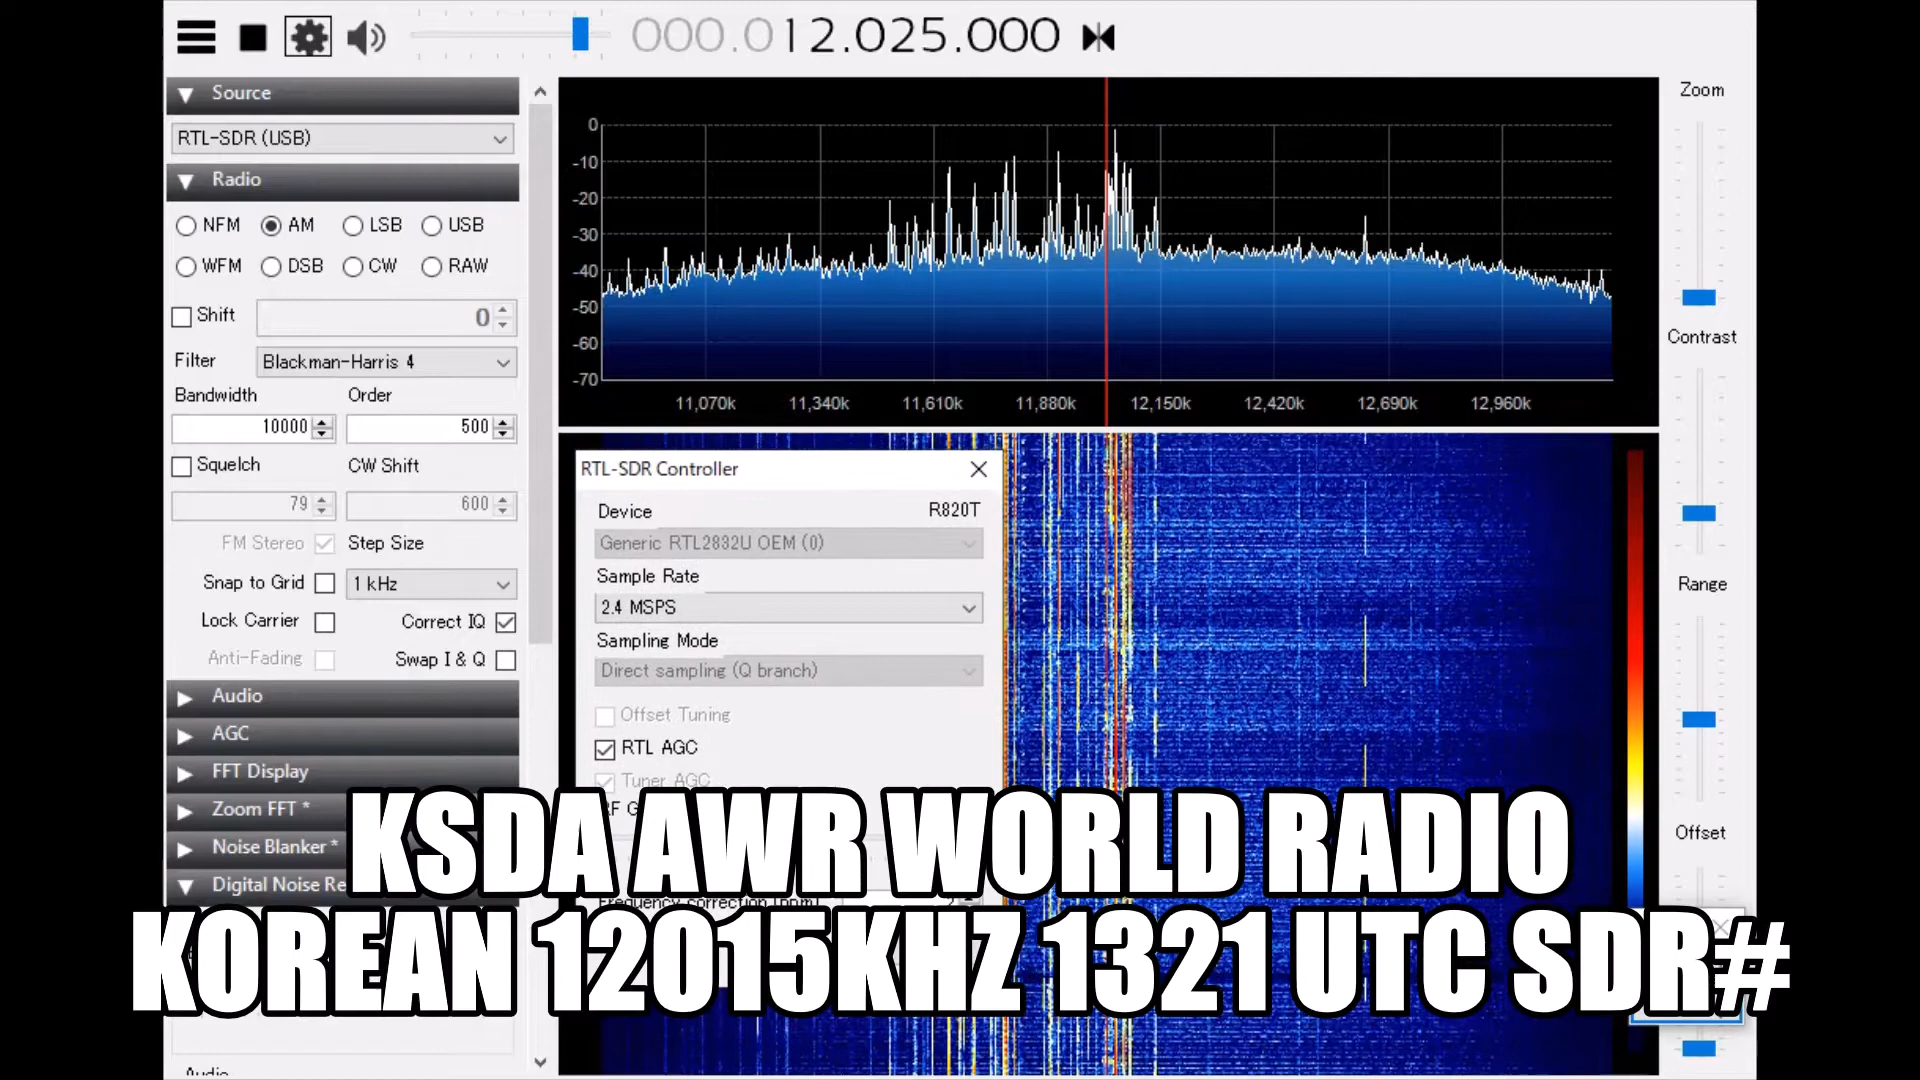 000.012.025.000
Source
RTL-SDR (USB)
Radio
NFM AM LSB USB
WFM DSB CW RAW
Shift 0
Filter Blackman-Harris 4
Bandwidth Order
10000 500
Squelch CW Shift
79 600
FM Stereo Step Size
Snap to Grid 1 kHz
Lock Carrier Correct IQ
Anti-Fading Swap I & Q
Audio
AGC
FFT Display
Zoom FFT *
Noise Blanker *
Digital Noise Re
Audio
0
-10
-20
-30
-40
-50
-60
-70
11,070k 11,340k 11,610k 11,880k 12,150k 12,420k 12,690k 12,960k
Zoom
Contrast
Range
Offset
RTL-SDR Controller
Device R820T
Generic RTL2832U OEM (0)
Sample Rate
2.4 MSPS
Sampling Mode
Direct sampling (Q branch)
Offset Tuning
RTL AGC
Tuner AGC
RF G
Frequency correction (ppm)
KSDA AWR WORLD RADIO
KOREAN 12015KHZ 1321 UTC SDR#